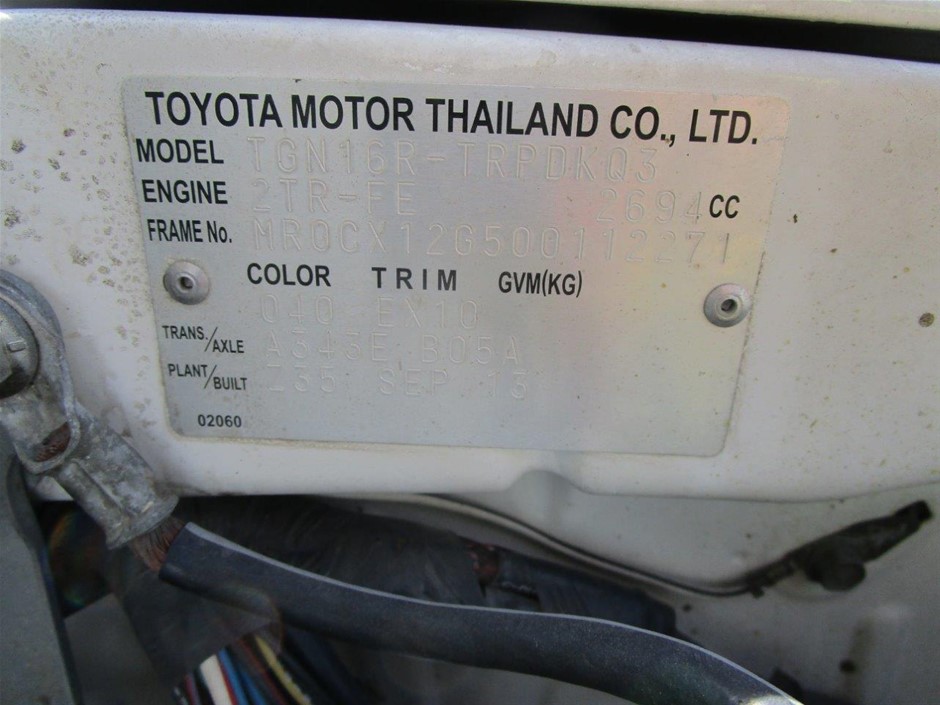 TOYOTA MOTOR THAILAND CO., LTD.
MODEL TGN16R-TRPDKQ3
ENGINE 2TR-FE 2694 CC
FRAME No. MR0CX12G500112271
COLOR TRIM GVM(KG)
040 EX10
TRANS./AXLE A343E B05A
PLANT/BUILT Z35 SEP 13
02060